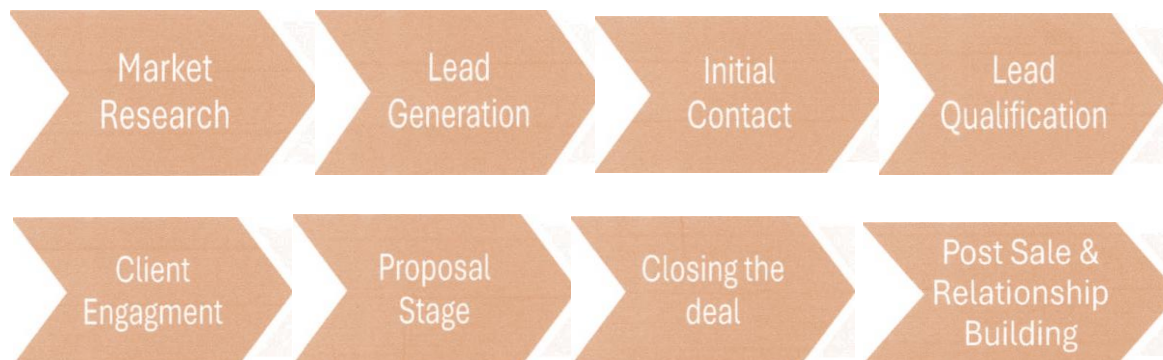 Market
Research
Lead
Generation
Initial
Contact
Lead
Qualification
Client
Engagment
Proposal
Stage
Closing the
deal
Post Sale &
Relationship
Building